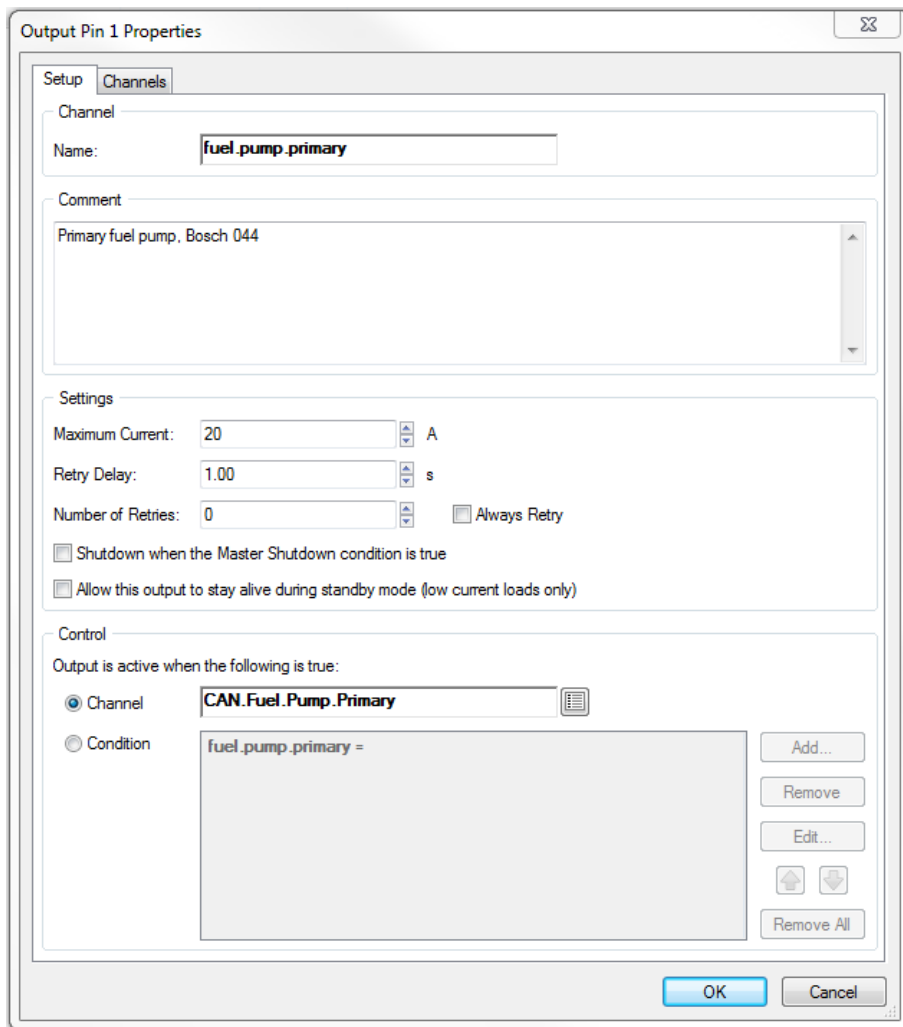 Output Pin 1 Properties
Setup
Channels
Channel
Name:
fuel.pump.primary
Comment
Primary fuel pump, Bosch 044
Settings
Maximum Current:
20
A
Retry Delay:
1.00
s
Number of Retries:
0
Always Retry
Shutdown when the Master Shutdown condition is true
Allow this output to stay alive during standby mode (low current loads only)
Control
Output is active when the following is true:
Channel
CAN.Fuel.Pump.Primary
Condition
fuel.pump.primary =
Add...
Remove
Edit...
Remove All
OK
Cancel